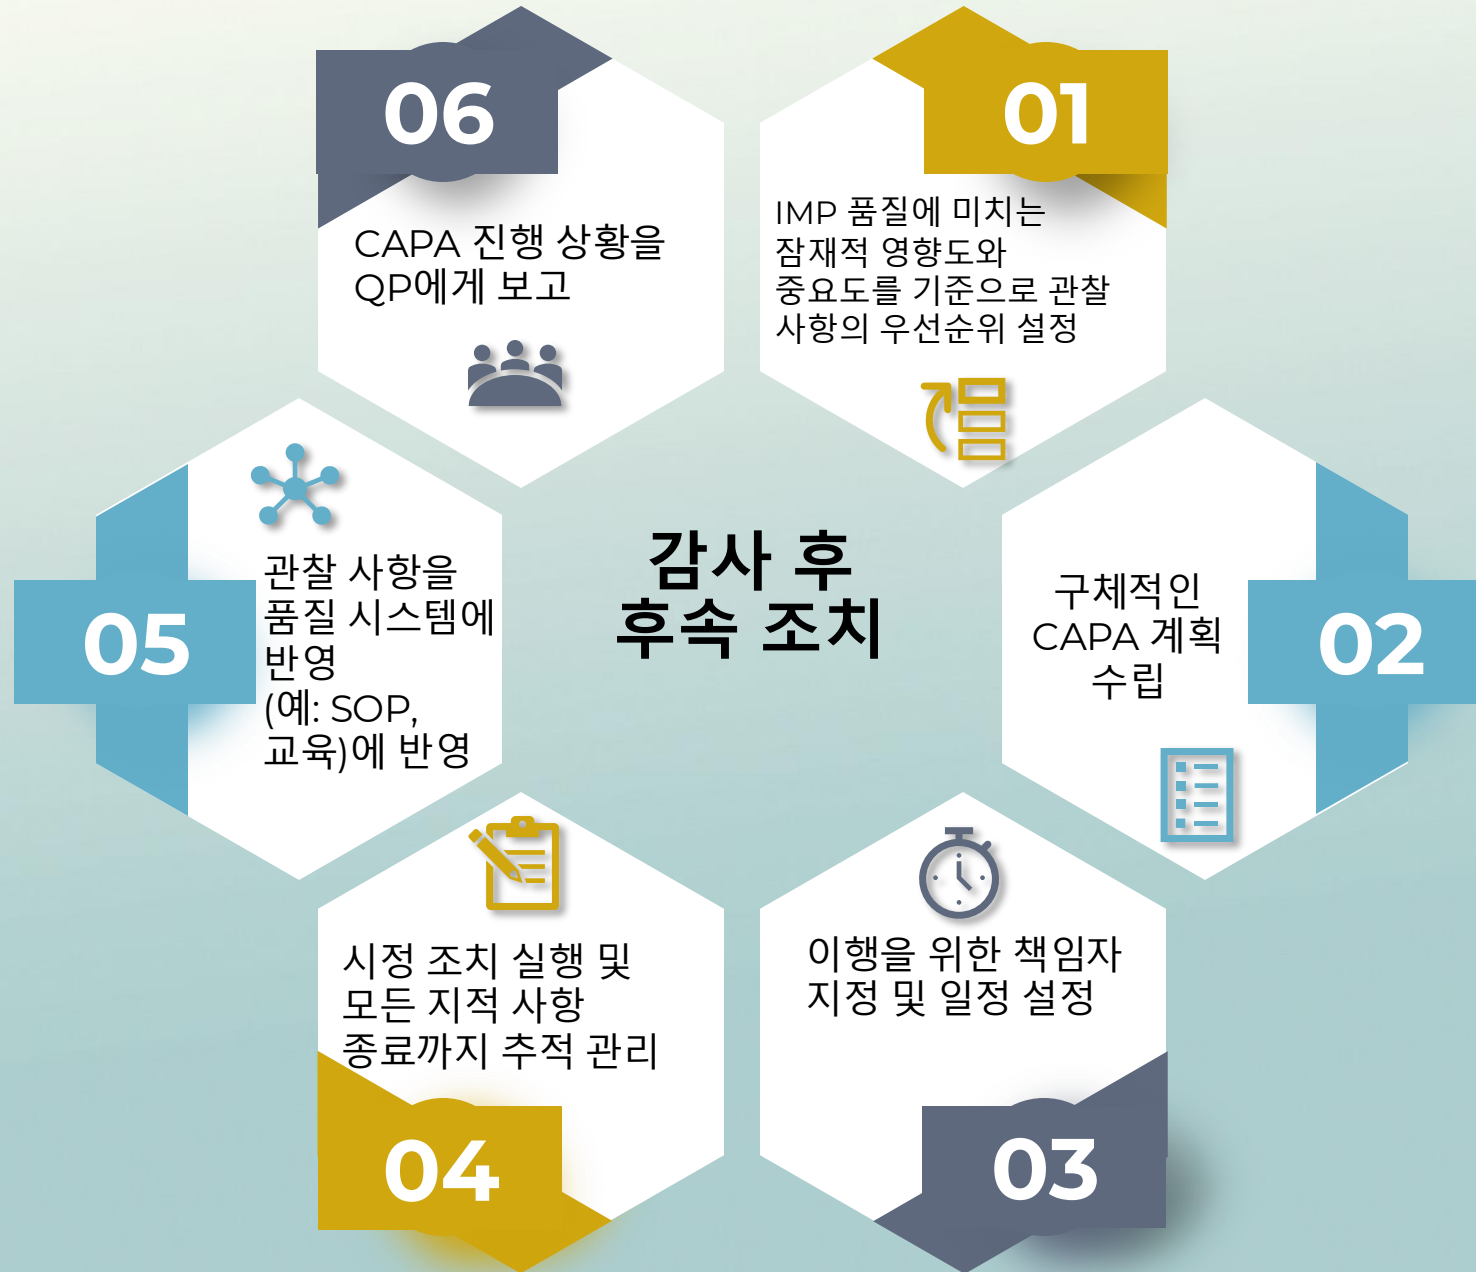 감사 후
후속 조치
01
IMP 품질에 미치는
잠재적 영향도와
중요도를 기준으로 관찰
사항의 우선순위 설정
02
구체적인
CAPA 계획
수립
03
이행을 위한 책임자
지정 및 일정 설정
04
시정 조치 실행 및
모든 지적 사항
종료까지 추적 관리
05
관찰 사항을
품질 시스템에
반영
(예: SOP,
교육)에 반영
06
CAPA 진행 상황을
QP에게 보고